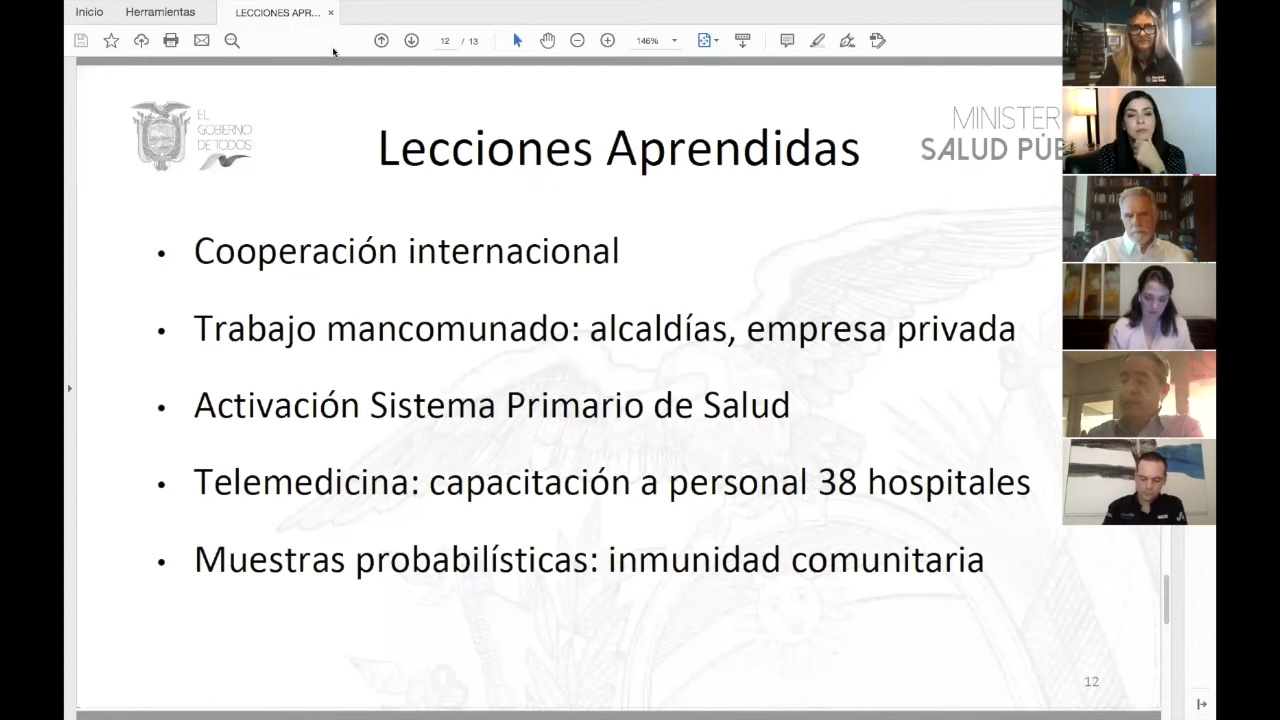 Inicio Herramientas LECCIONES APR... ×
12 / 13 146%
EL
GOBIERNO
DE TODOS
MINISTER
SALUD PÚB
Lecciones Aprendidas
• Cooperación internacional
• Trabajo mancomunado: alcaldías, empresa privada
• Activación Sistema Primario de Salud
• Telemedicina: capacitación a personal 38 hospitales
• Muestras probabilísticas: inmunidad comunitaria
12